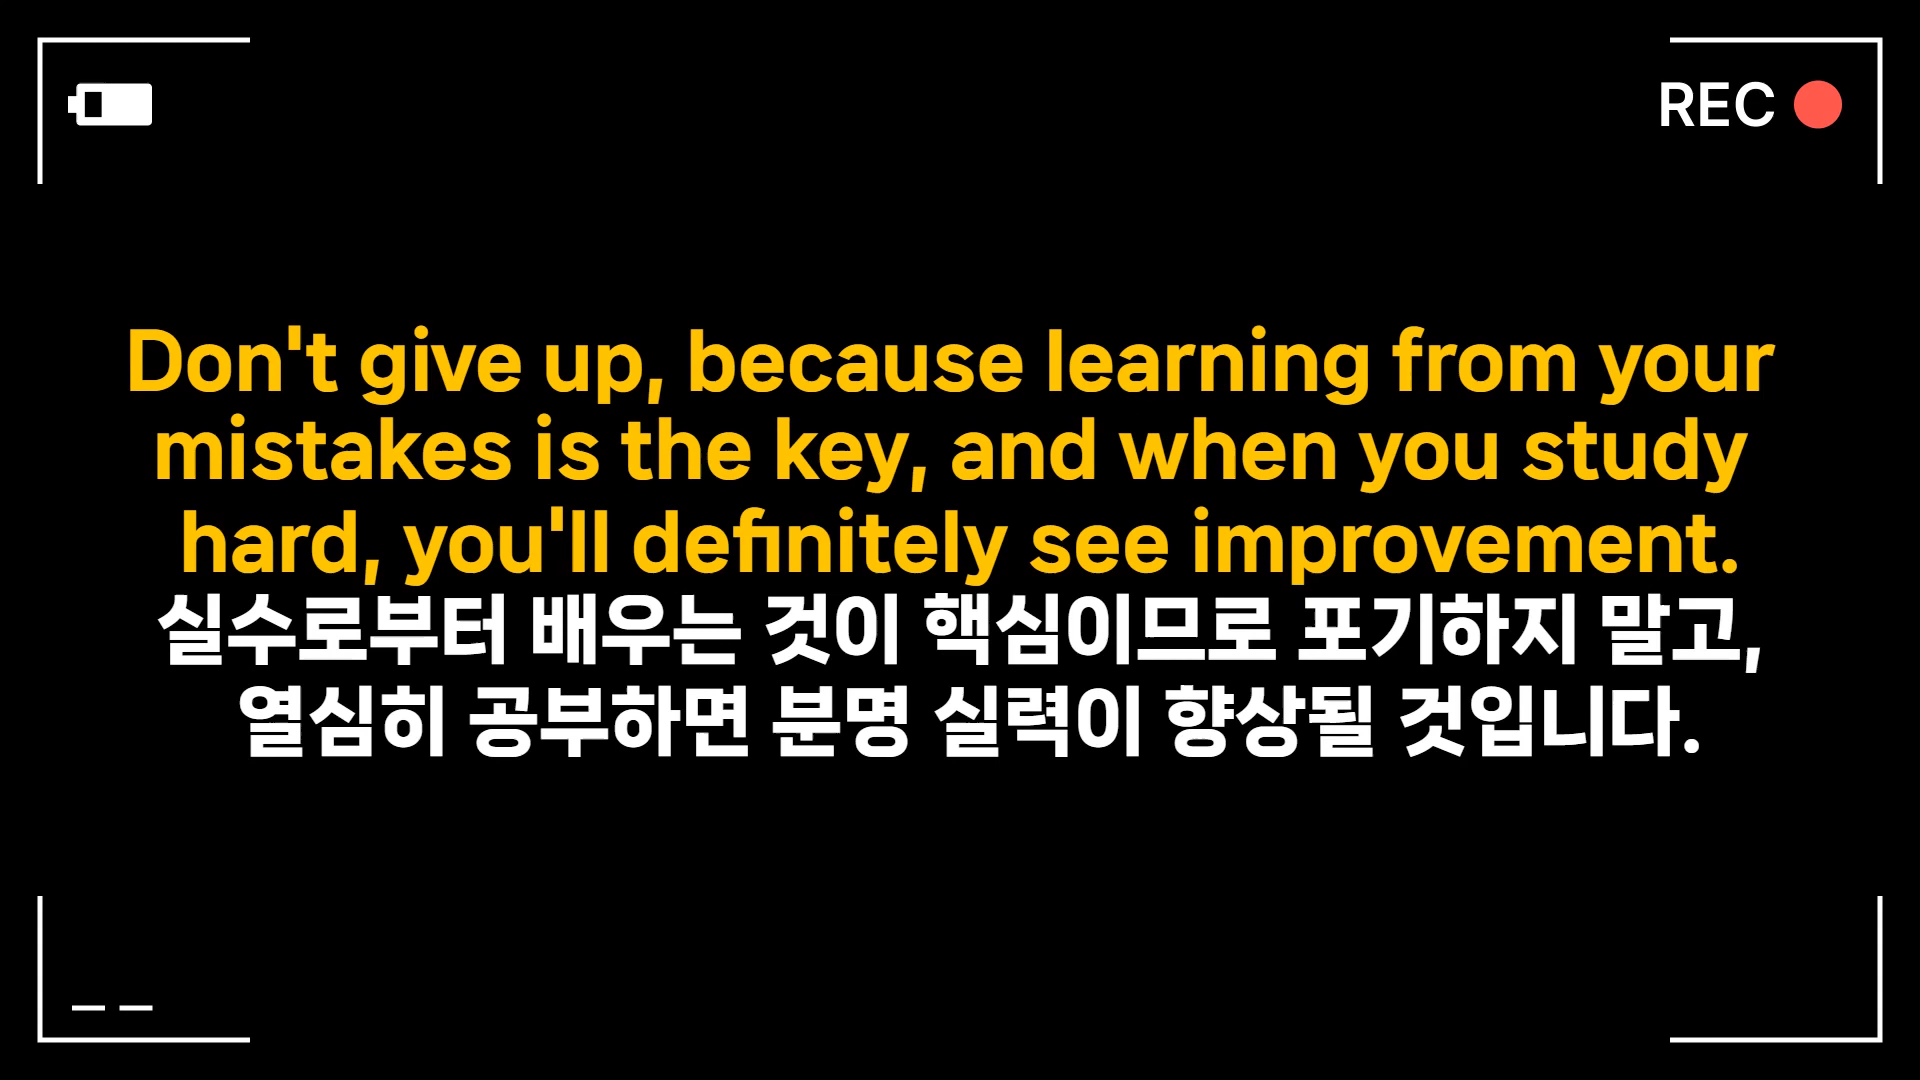 REC
Don't give up, because learning from your
mistakes is the key, and when you study
hard, you'll definitely see improvement.
실수로부터 배우는 것이 핵심이므로 포기하지 말고,
열심히 공부하면 분명 실력이 향상될 것입니다.